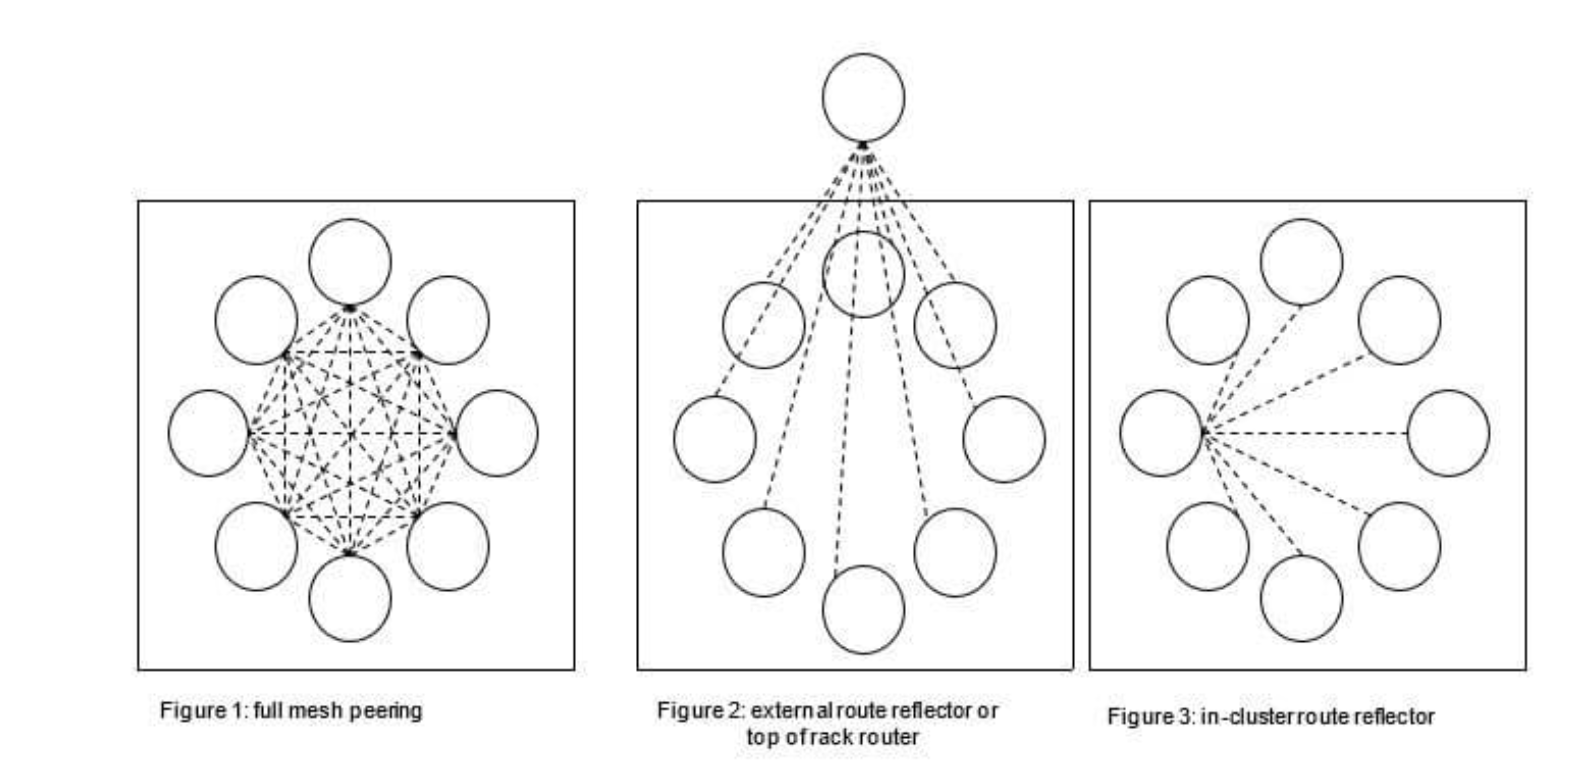 Figure 1: full mesh peering
Figure 2: external route reflector or
top of rack router
Figure 3: in-cluster route reflector